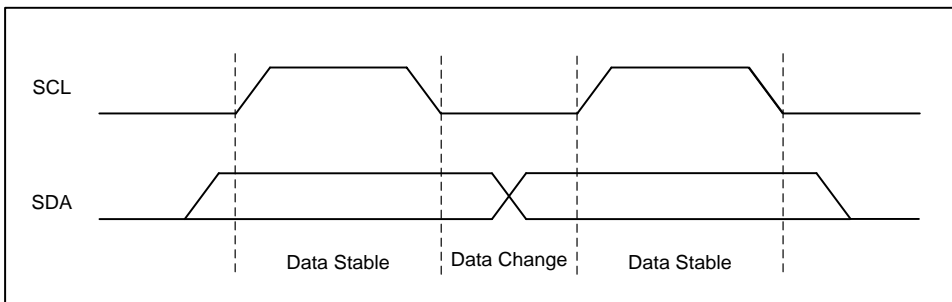 SCL
SDA
Data Stable
Data Change
Data Stable